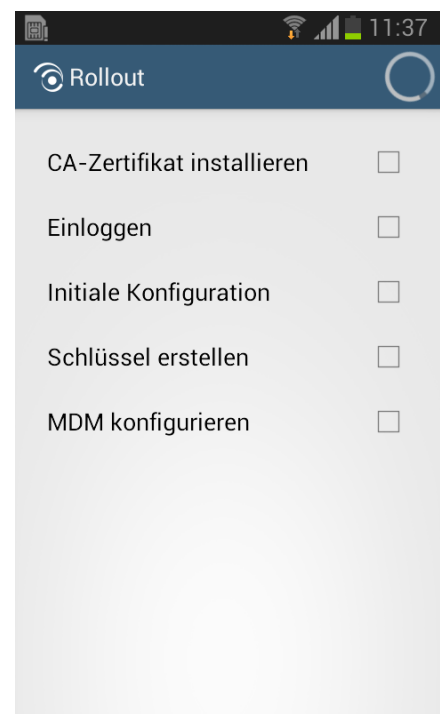 11:37
Rollout
CA-Zertifikat installieren
Einloggen
Initiale Konfiguration
Schlüssel erstellen
MDM konfigurieren